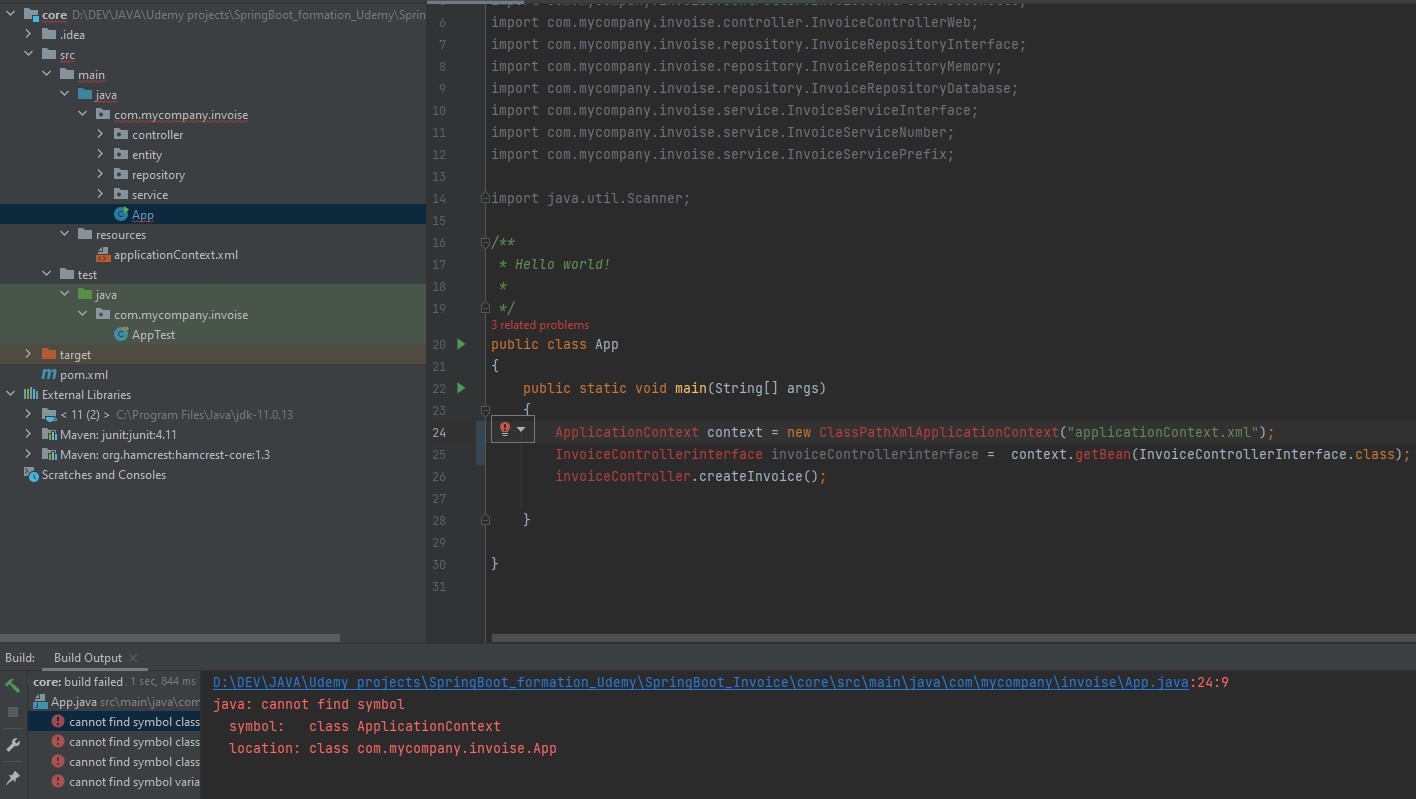 core D:\DEV\JAVA\Udemy projects\SpringBoot_formation_Udemy\Sprin
.idea
src
main
java
com.mycompany.invoise
controller
entity
repository
service
App
resources
applicationContext.xml
test
java
com.mycompany.invoise
AppTest
target
pom.xml
External Libraries
< 11 (2) > C:\Program Files\Java\jdk-11.0.13
Maven: junit:junit:4.11
Maven: org.hamcrest:hamcrest-core:1.3
Scratches and Consoles
6 import com.mycompany.invoise.controller.InvoiceControllerWeb;
7 import com.mycompany.invoise.repository.InvoiceRepositoryInterface;
8 import com.mycompany.invoise.repository.InvoiceRepositoryMemory;
9 import com.mycompany.invoise.repository.InvoiceRepositoryDatabase;
10 import com.mycompany.invoise.service.InvoiceServiceInterface;
11 import com.mycompany.invoise.service.InvoiceServiceNumber;
12 import com.mycompany.invoise.service.InvoiceServicePrefix;
13
14 import java.util.Scanner;
15
16 /**
17 * Hello world!
18 *
19 */
3 related problems
20 public class App
21 {
22 public static void main(String[] args)
23 {
24 ApplicationContext context = new ClassPathXmlApplicationContext("applicationContext.xml");
25 InvoiceControllerinterface invoiceControllerinterface = context.getBean(InvoiceControllerInterface.class);
26 invoiceController.createInvoice();
27
28 }
29
30 }
31
Build: Build Output ×
core: build failed 1 sec, 844 ms
App.java src\main\java\com
cannot find symbol class
cannot find symbol class
cannot find symbol class
cannot find symbol varia
D:\DEV\JAVA\Udemy projects\SpringBoot_formation_Udemy\SpringBoot_Invoice\core\src\main\java\com\mycompany\invoise\App.java:24:9
java: cannot find symbol
symbol: class ApplicationContext
location: class com.mycompany.invoise.App